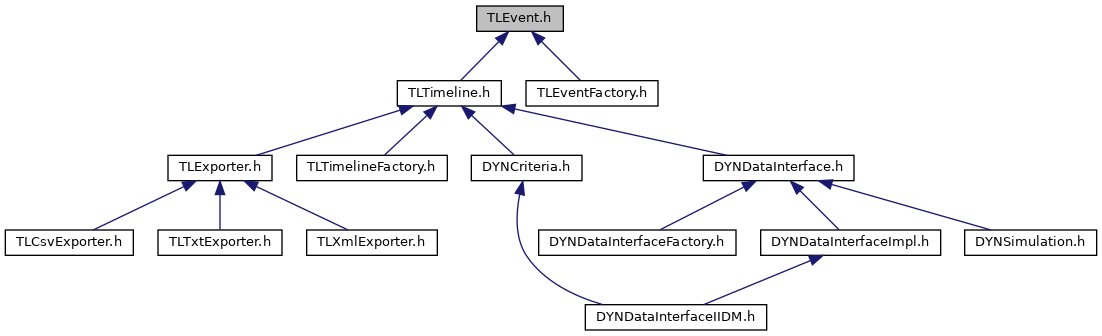 TLEvent.h
TLTimeline.h
TLEventFactory.h
TLExporter.h
TLTimelineFactory.h
DYNCriteria.h
DYNDataInterface.h
TLCsvExporter.h
TLTxtExporter.h
TLXmlExporter.h
DYNDataInterfaceFactory.h
DYNDataInterfaceImpl.h
DYNSimulation.h
DYNDataInterfaceIIDM.h